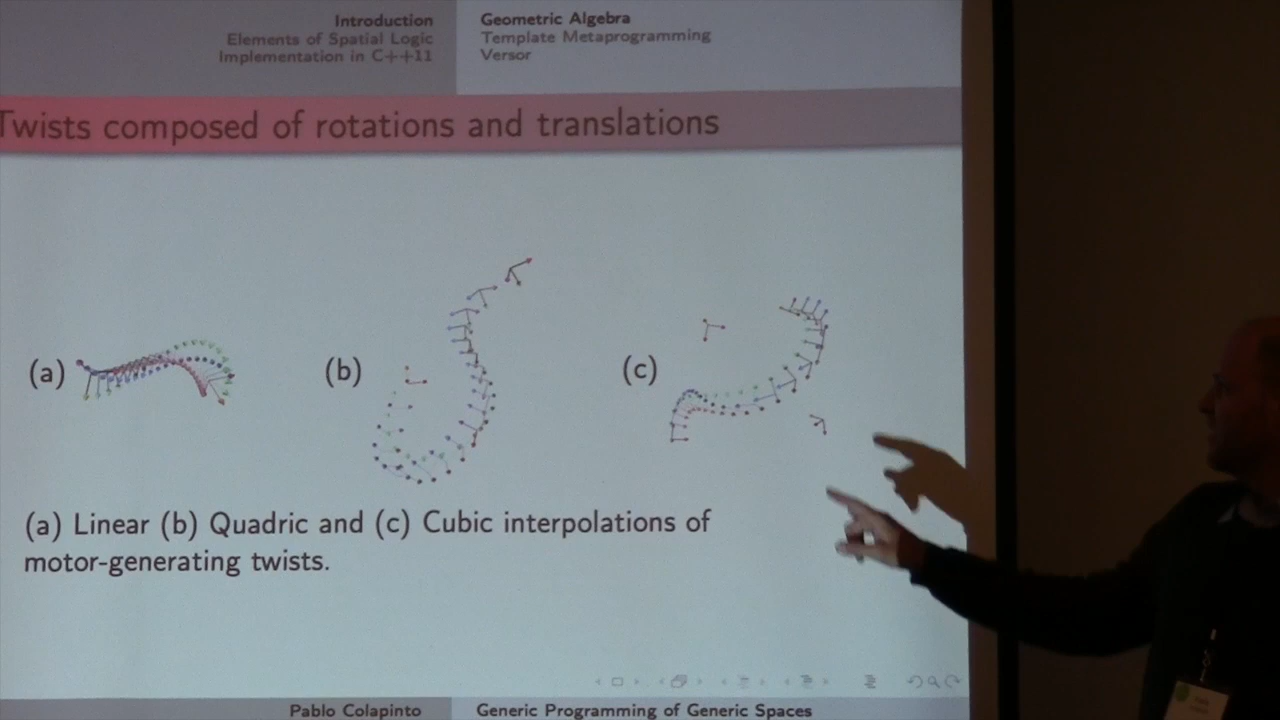 Introduction
Elements of Spatial Logic
Implementation in C++11
Geometric Algebra
Template Metaprogramming
Versor
Twists composed of rotations and translations
(a)
(b)
(c)
(a) Linear (b) Quadric and (c) Cubic interpolations of
motor-generating twists.
Pablo Colapinto
Generic Programming of Generic Spaces